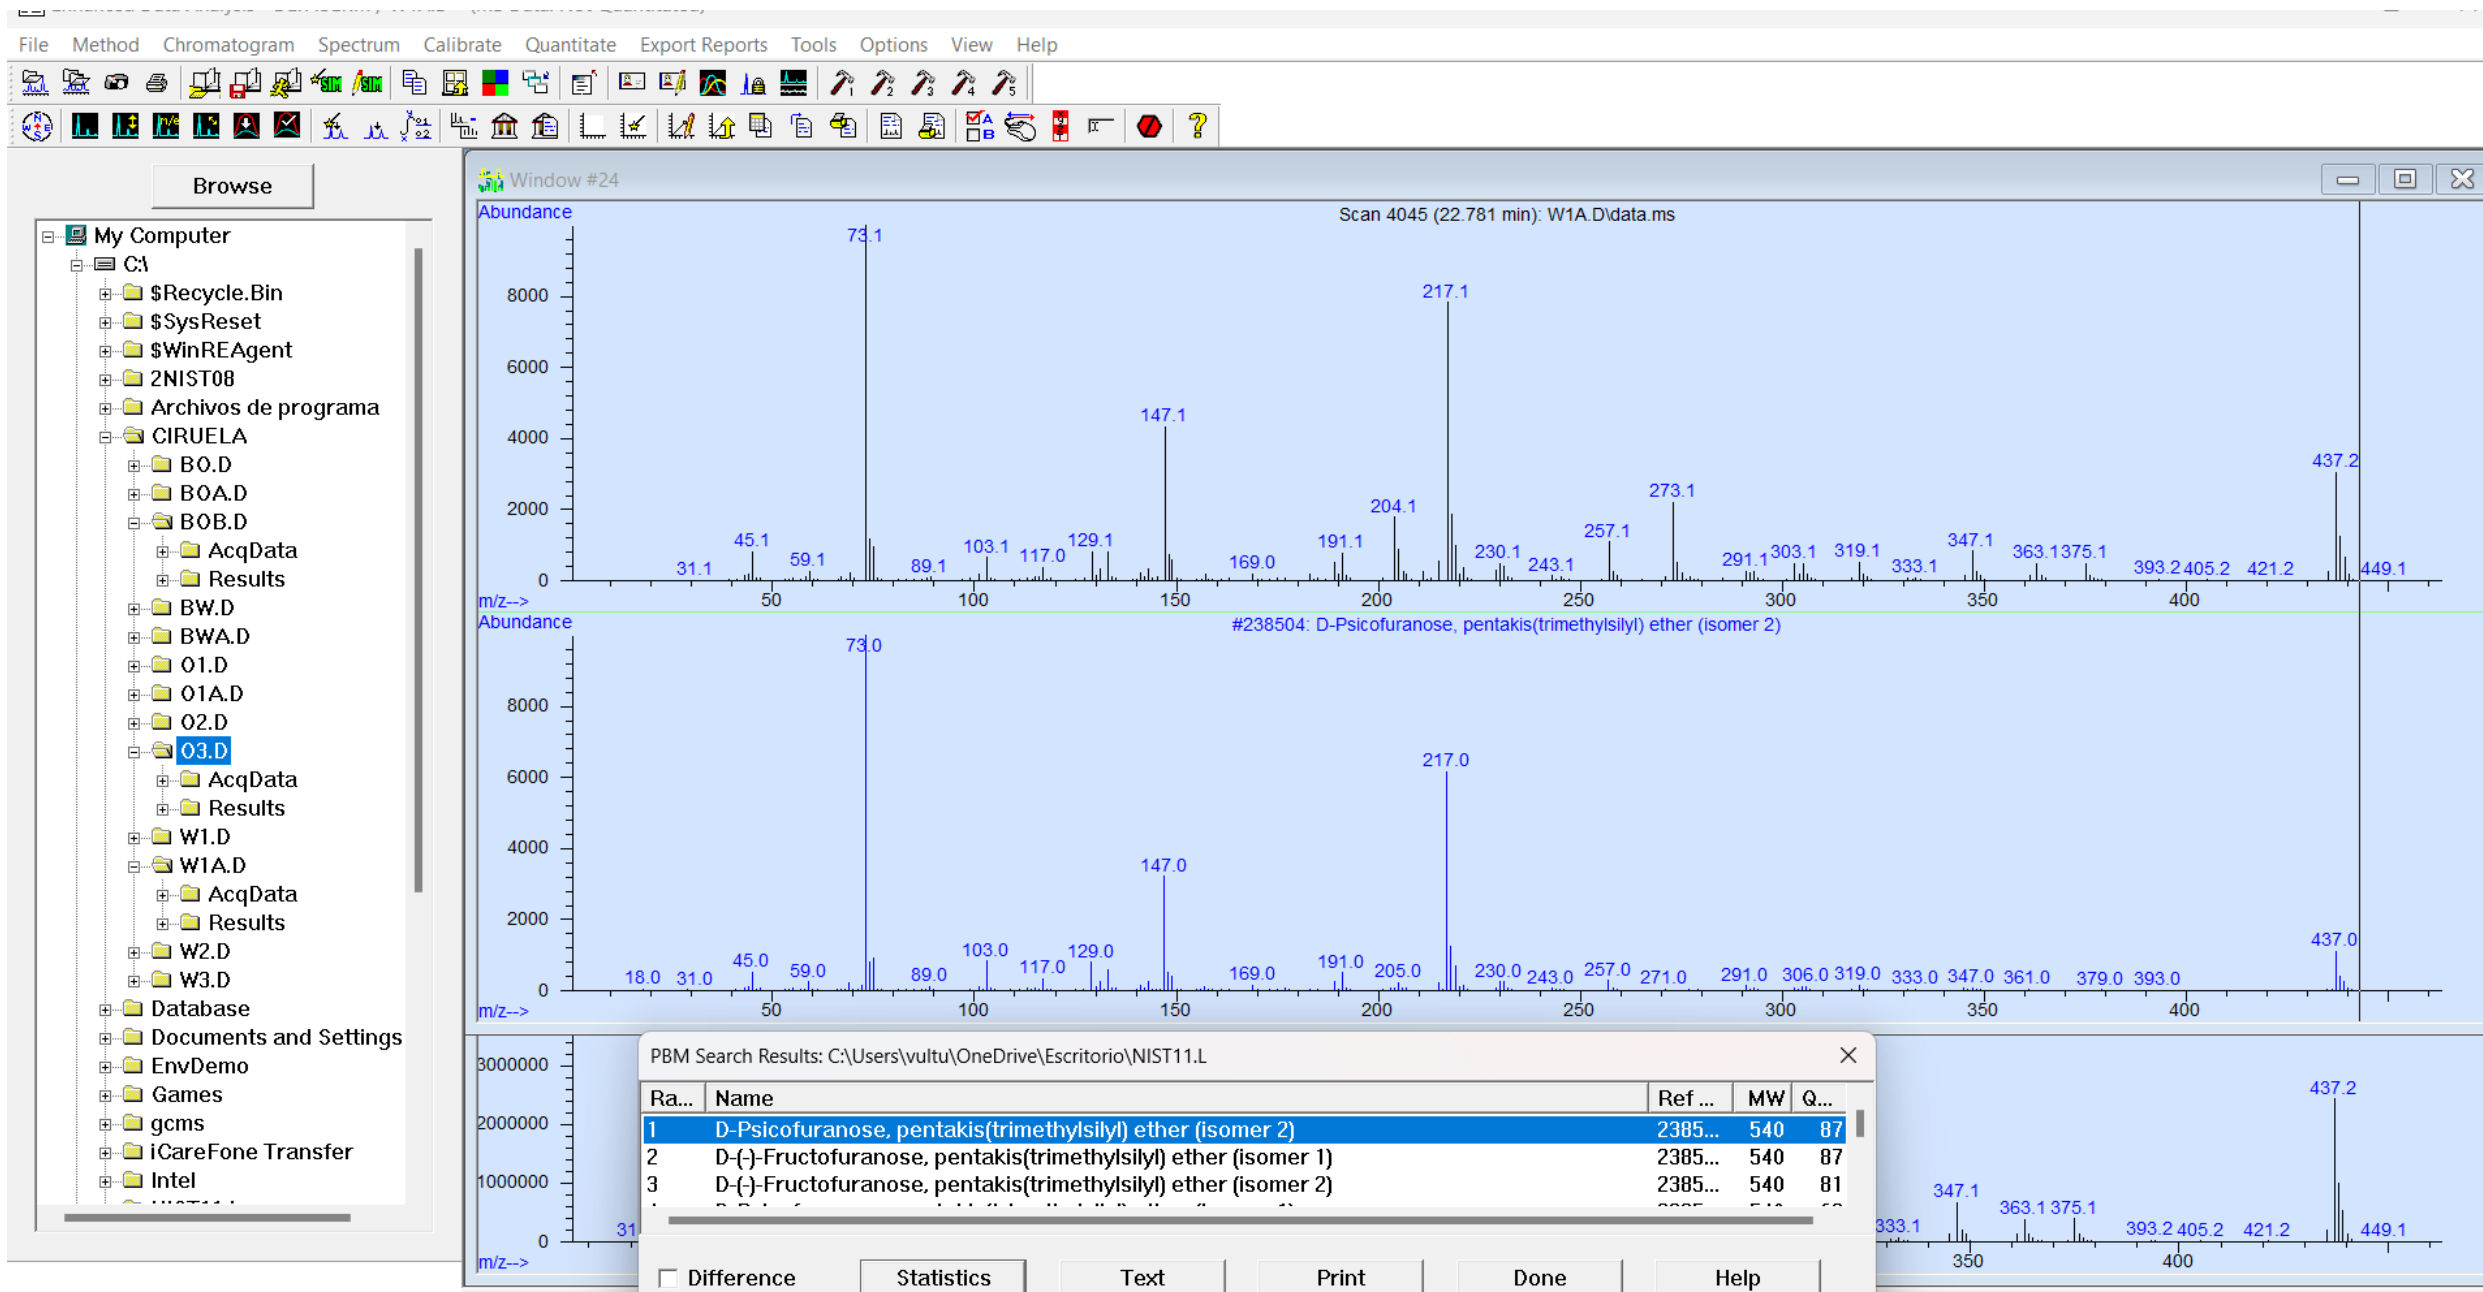 File Method Chromatogram Spectrum Calibrate Quantitate Export Reports Tools Options View Help
Browse
My Computer
C:\
$Recycle.Bin
$SysReset
$WinREAgent
2NIST08
Archivos de programa
CIRUELA
BO.D
BOA.D
BOB.D
AcqData
Results
BW.D
BWA.D
O1.D
O1A.D
O2.D
O3.D
AcqData
Results
W1.D
W1A.D
AcqData
Results
W2.D
W3.D
Database
Documents and Settings
EnvDemo
Games
gcms
iCareFone Transfer
Intel
Window #24
Abundance
Scan 4045 (22.781 min): W1A.D\data.ms
73.1
217.1
8000
6000
147.1
4000
437.2
273.1
2000
204.1
257.1
45.1 59.1 89.1 103.1 117.0 129.1 169.0 191.1 230.1 243.1 291.1 303.1 319.1 333.1 347.1 363.1 375.1 393.2 405.2 421.2 449.1
31.1
0
m/z-->
50 100 150 200 250 300 350 400
Abundance
#238504: D-Psicofuranose, pentakis(trimethylsilyl) ether (isomer 2)
73.0
8000
217.0
6000
4000
147.0
2000
437.0
18.0 31.0 45.0 59.0 89.0 103.0 117.0 129.0 169.0 191.0 205.0 230.0 243.0 257.0 271.0 291.0 306.0 319.0 333.0 347.0 361.0 379.0 393.0
0
m/z-->
50 100 150 200 250 300 350 400
PBM Search Results: C:\Users\vultu\OneDrive\Escritorio\NIST11.L
Ra... Name Ref ... MW Q...
1 D-Psicofuranose, pentakis(trimethylsilyl) ether (isomer 2) 2385... 540 87
2 D-(-)-Fructofuranose, pentakis(trimethylsilyl) ether (isomer 1) 2385... 540 87
3 D-(-)-Fructofuranose, pentakis(trimethylsilyl) ether (isomer 2) 2385... 540 81
Difference Statistics Text Print Done Help
3000000
2000000
1000000
0
m/z-->
31
437.2
333.1 347.1 363.1 375.1 393.2 405.2 421.2 449.1
350 400